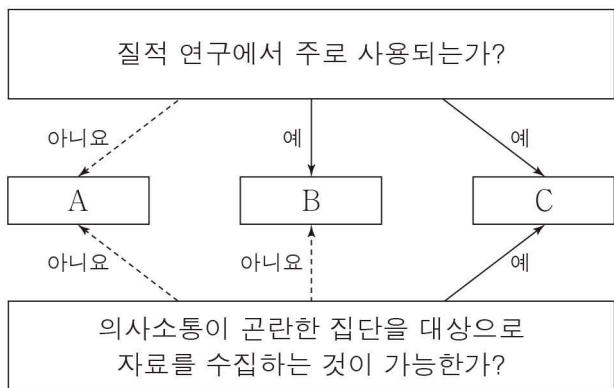 질적 연구에서 주로 사용되는가?
아니요
예
예
A
B
C
아니요
아니요
예
의사소통이 곤란한 집단을 대상으로
자료를 수집하는 것이 가능한가?